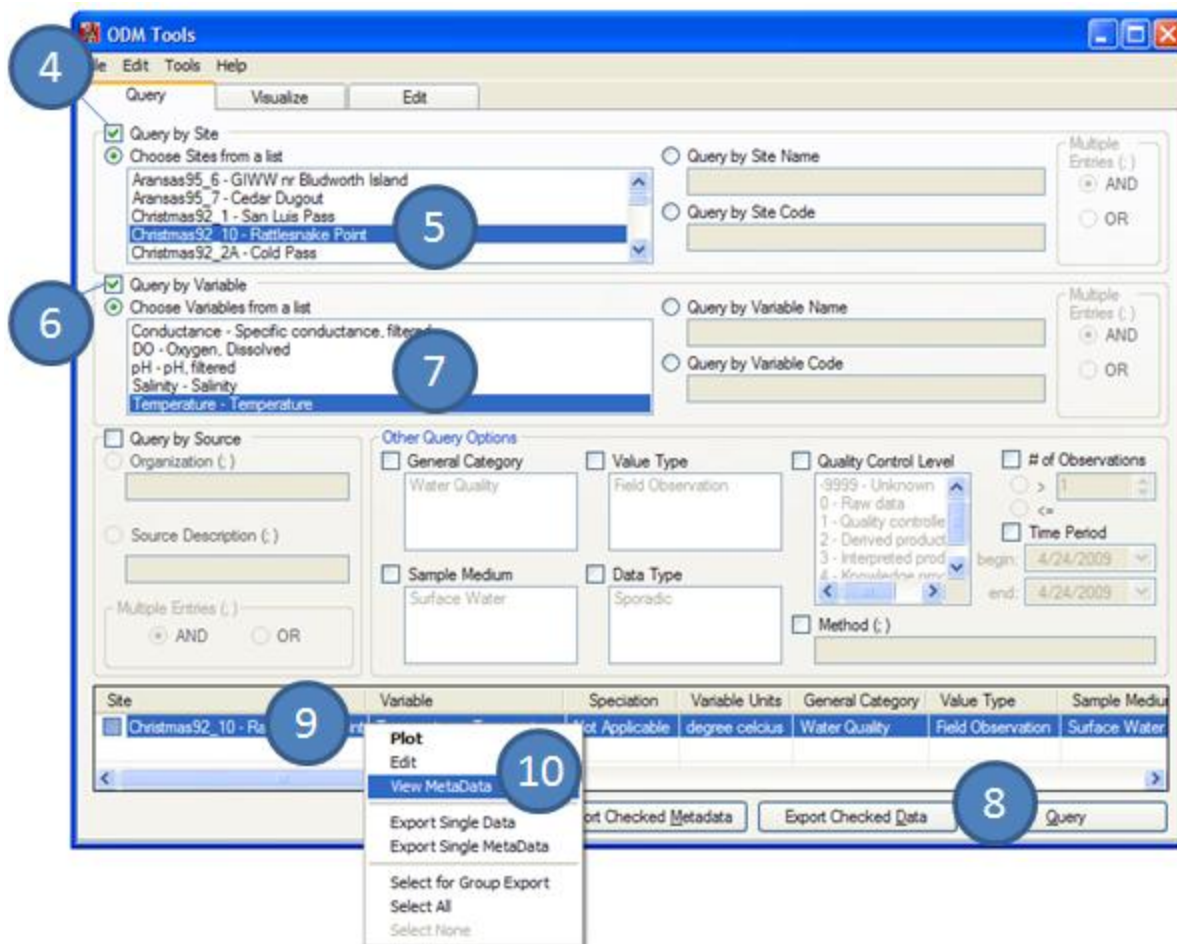 ODM Tools
4
Edit Tools Help
Query Visualize Edit
Query by Site
Choose Sites from a list
Aransas95_6 - GIWW nr Bludworth Island
Aransas95_7 - Cedar Dugout
Christmas92_1 - San Luis Pass
Christmas92_10 - Rattlesnake Point
Christmas92_2A - Cold Pass
5
Query by Site Name
Query by Site Code
Multiple
Entries (; )
AND
OR
6
Query by Variable
Choose Variables from a list
Conductance - Specific conductance, filtered
DO - Oxygen, Dissolved
pH - pH, filtered
Salinity - Salinity
Temperature - Temperature
7
Query by Variable Name
Query by Variable Code
Multiple
Entries (; )
AND
OR
Query by Source
Organization (; )
Source Description (; )
Multiple Entries (; )
AND OR
Other Query Options
General Category
Water Quality
Value Type
Field Observation
Sample Medium
Surface Water
Data Type
Sporadic
Quality Control Level
-9999 - Unknown
0 - Raw data
1 - Quality controlle
2 - Derived product
3 - Interpreted prod
4 - Knowledge
# of Observations
> 1
<=
Time Period
begin: 4/24/2009
end: 4/24/2009
Method (; )
Site Variable Speciation Variable Units General Category Value Type Sample Mediu
Christmas92_10 - Not Applicable degree celcius Water Quality Field Observation Surface Water
9
Plot
Edit
View MetaData
10
Export Single Data
Export Single MetaData
Select for Group Export
Select All
Select None
Checked Metadata Export Checked Data Query
8